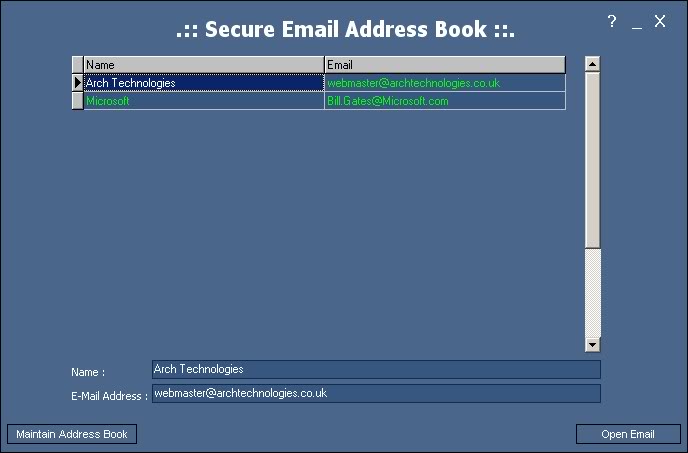 .:: Secure Email Address Book ::.
? _ X
Name Email
Arch Technologies webmaster@archtechnologies.co.uk
Microsoft Bill.Gates@Microsoft.com
Name : Arch Technologies
E-Mail Address : webmaster@archtechnologies.co.uk
Maintain Address Book Open Email